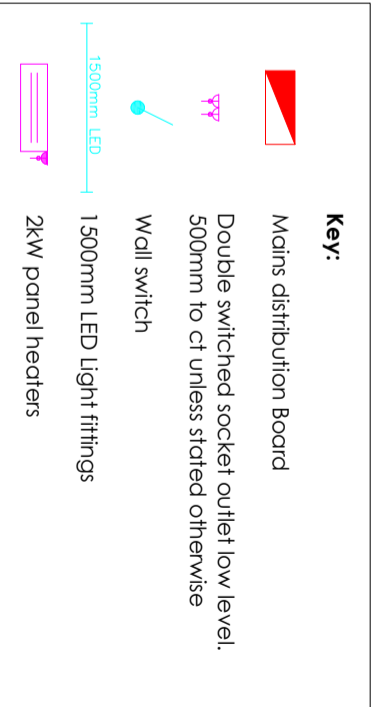 Key:
Mains distribution Board
Double switched socket outlet low level.
500mm to ct unless stated otherwise
Wall switch
1500mm LED
1500mm LED Light fittings
2kW panel heaters